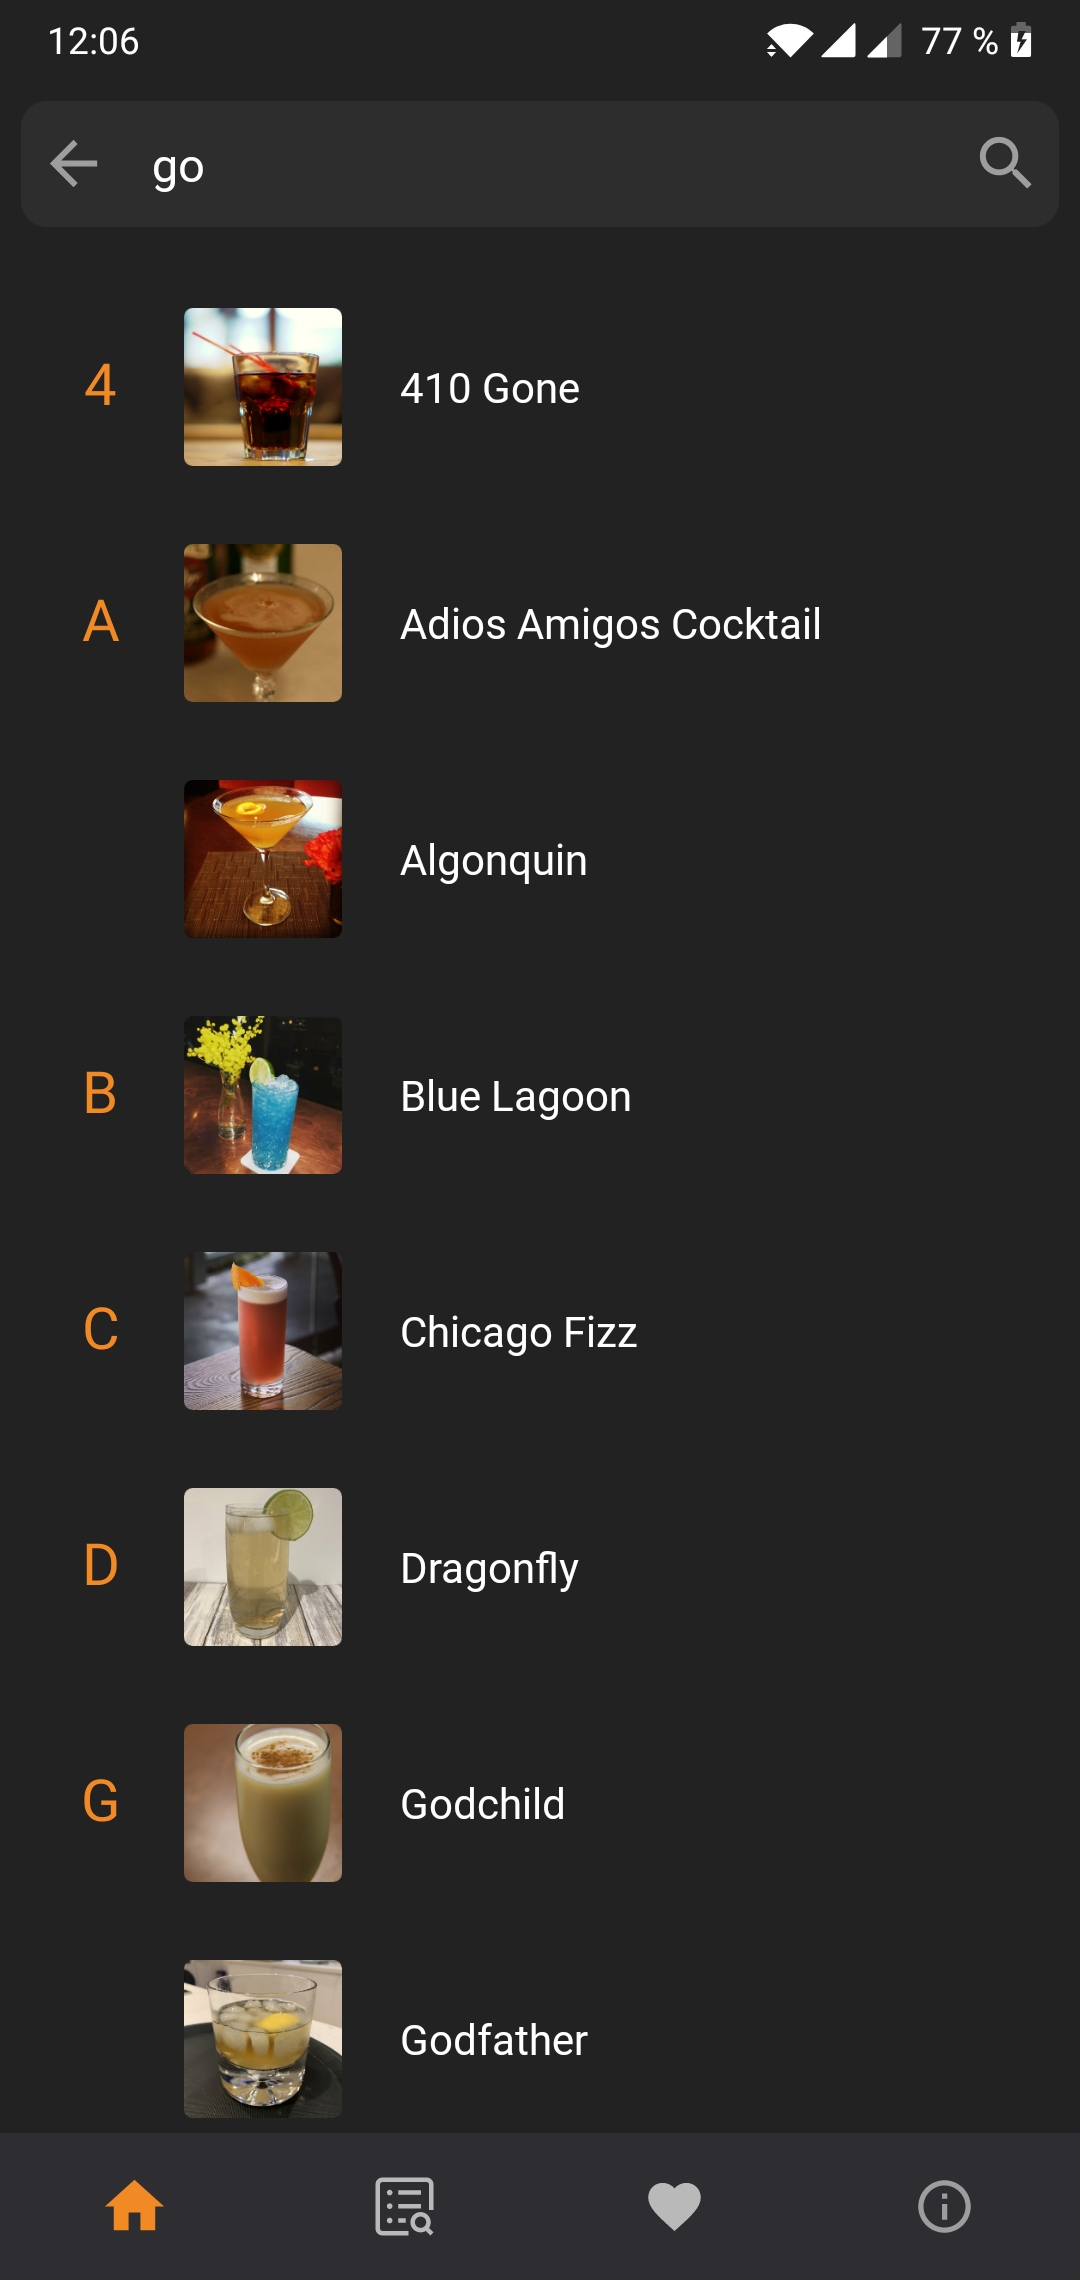 12:06 77 %
go
4 410 Gone
A Adios Amigos Cocktail
Algonquin
B Blue Lagoon
C Chicago Fizz
D Dragonfly
G Godchild
Godfather